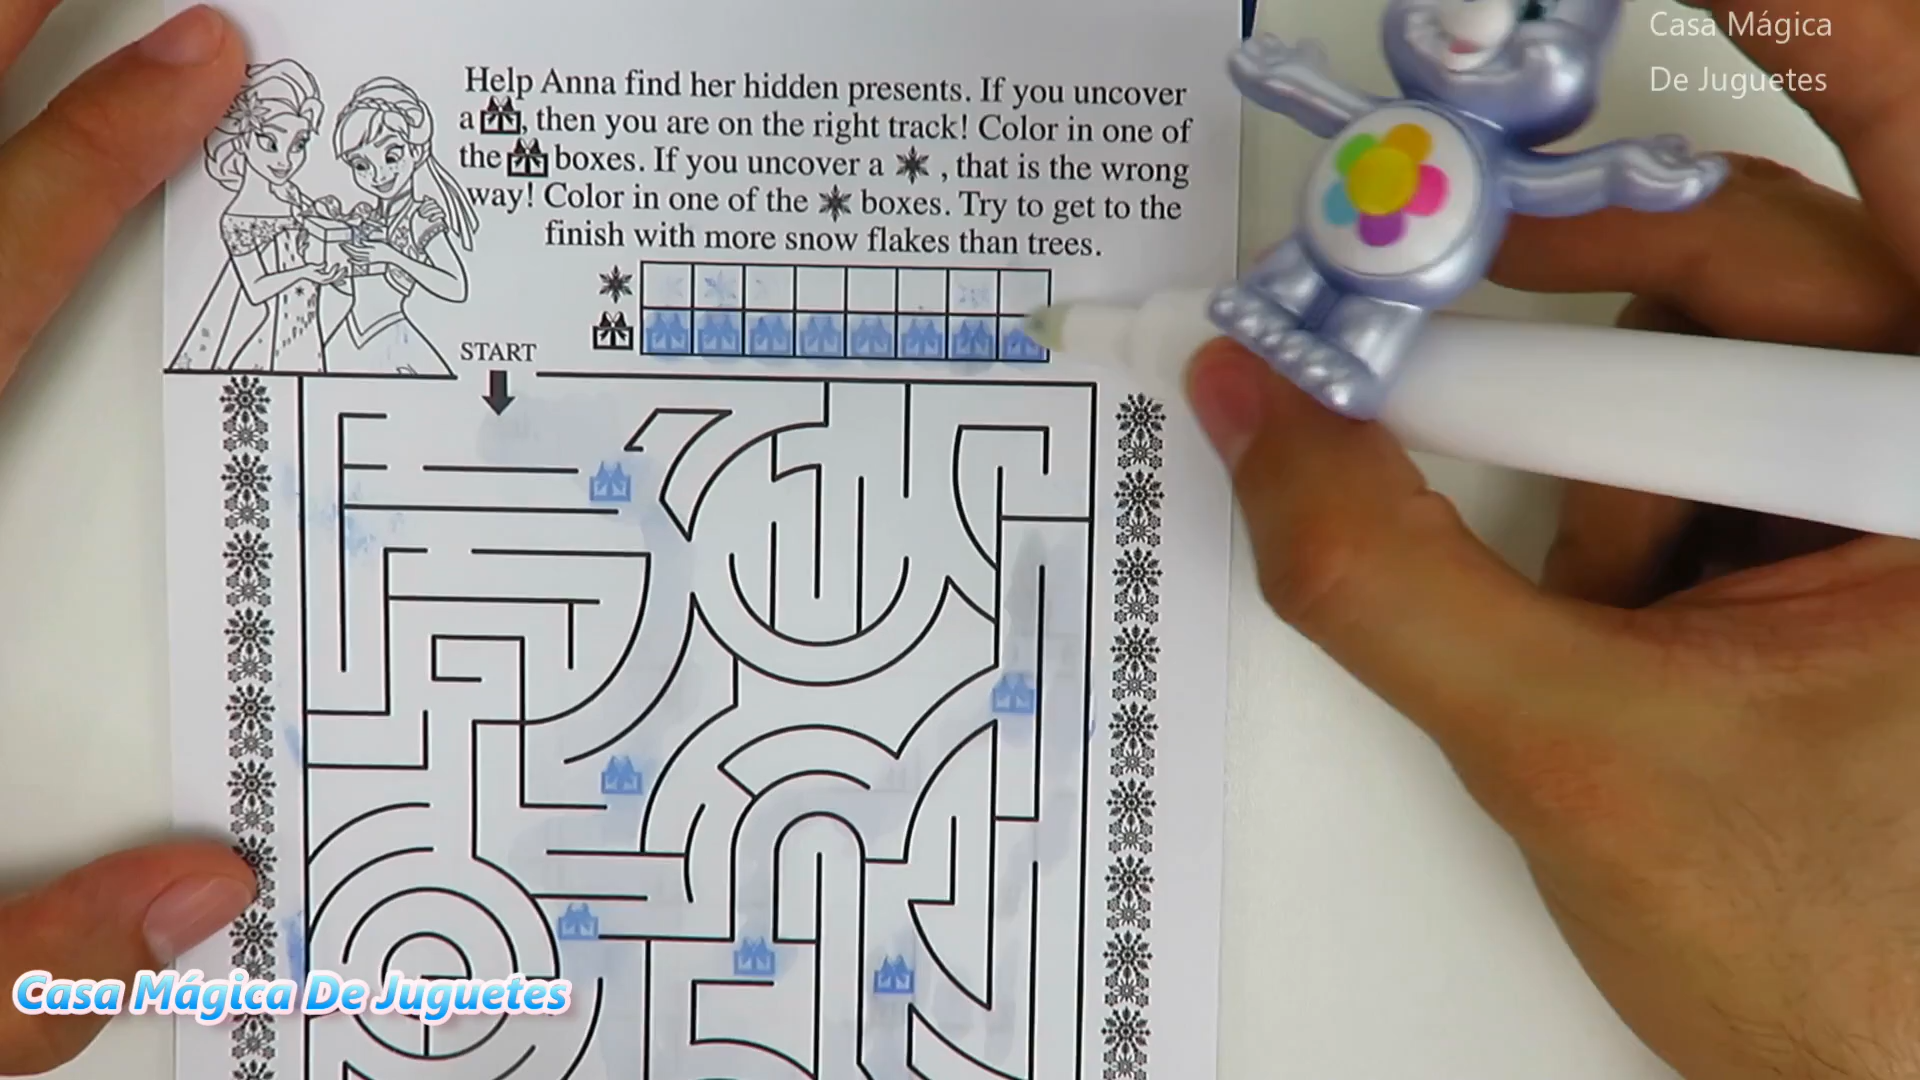 Casa Mágica
De Juguetes
Help Anna find her hidden presents. If you uncover
a , then you are on the right track! Color in one of
the boxes. If you uncover a , that is the wrong
way! Color in one of the boxes. Try to get to the
finish with more snow flakes than trees.
START
Casa Mágica De Juguetes